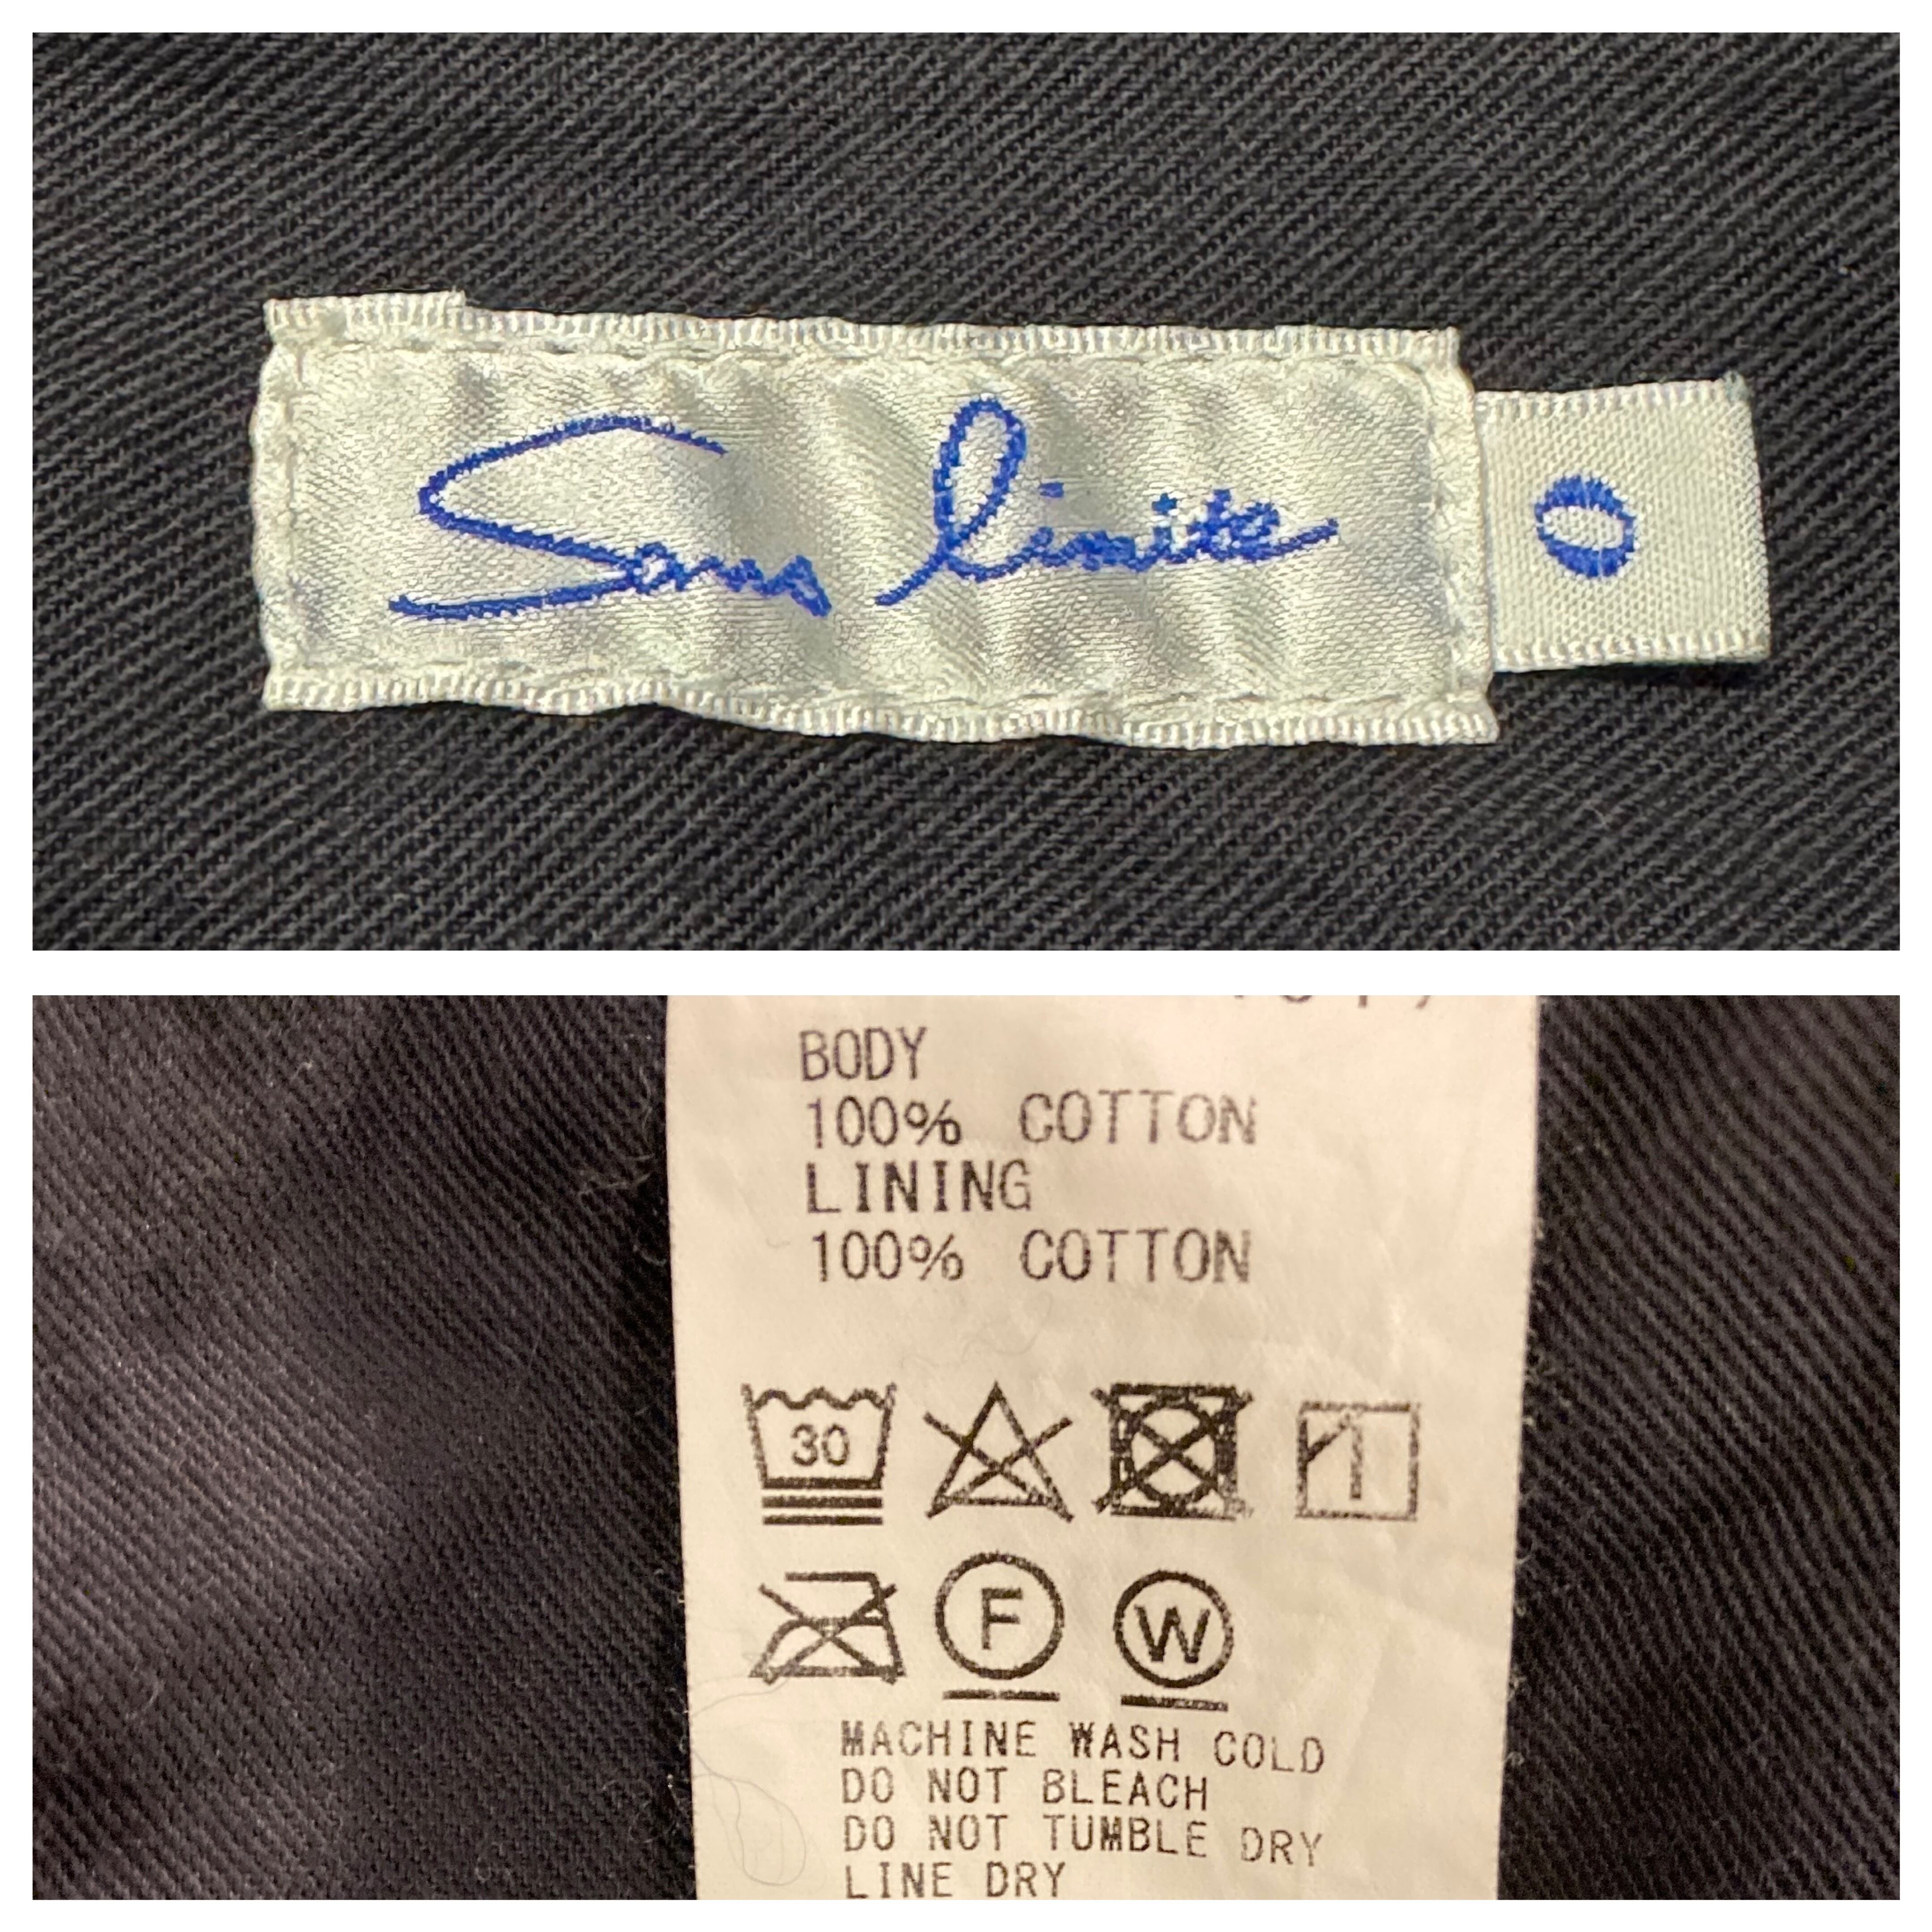 Sans limite
0
BODY
100% COTTON
LINING
100% COTTON
30
F
W
MACHINE WASH COLD
DO NOT BLEACH
DO NOT TUMBLE DRY
LINE DRY